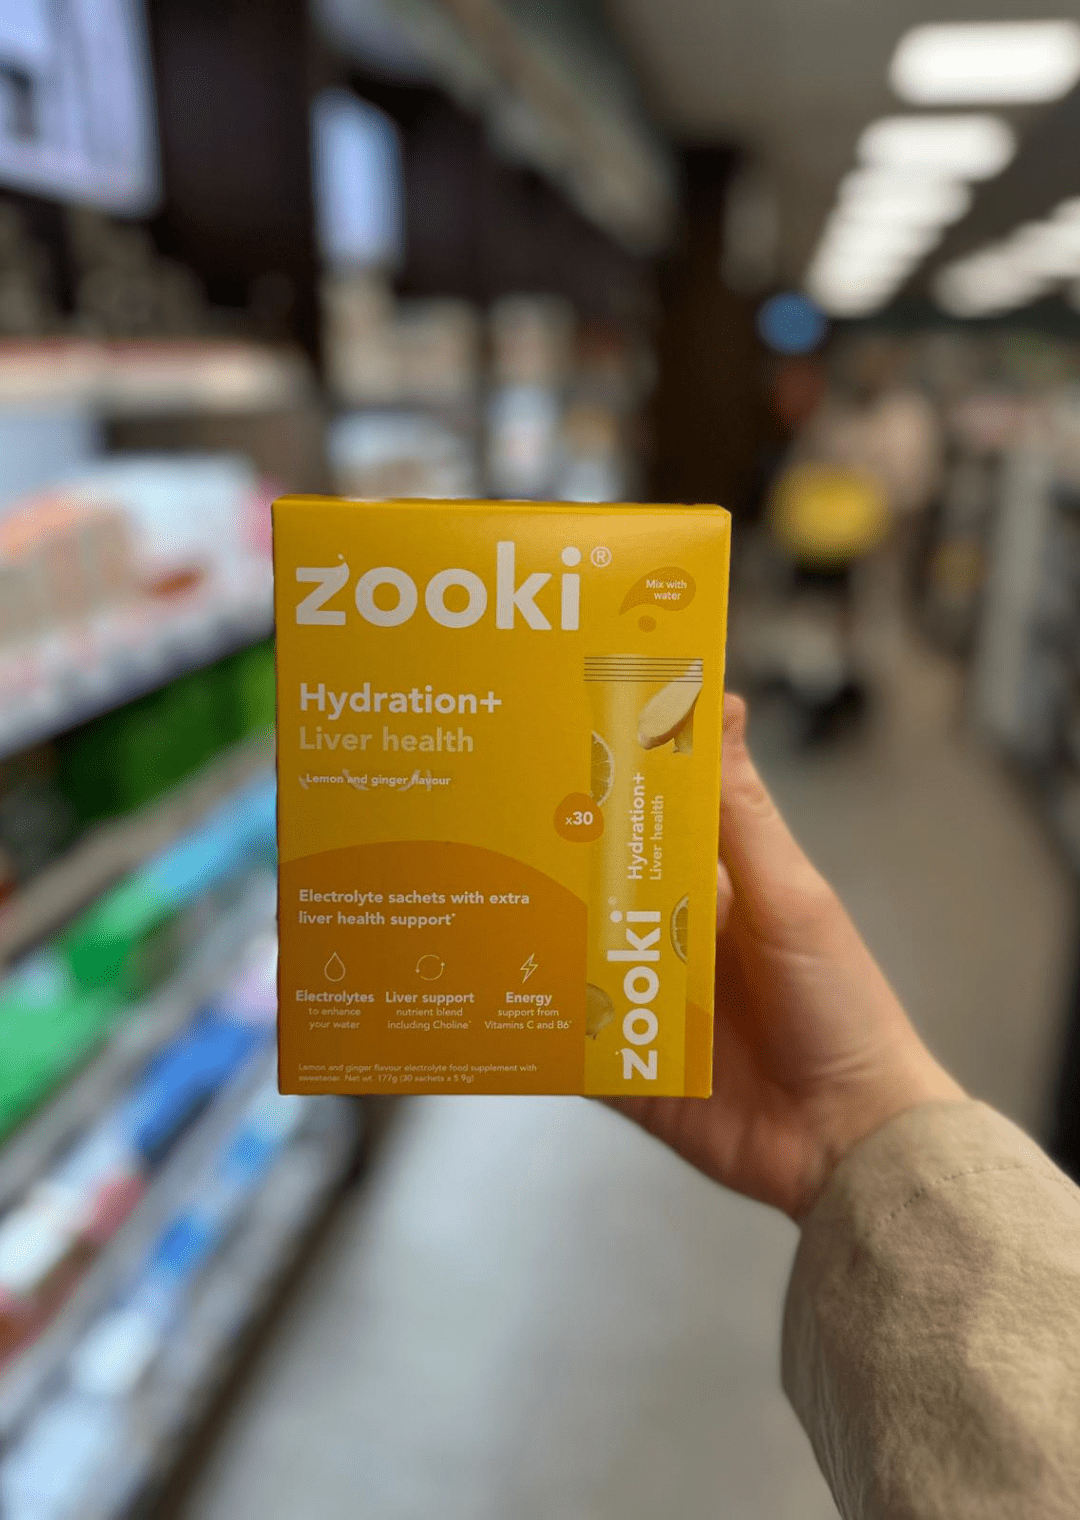 zooki®
Mix with
water
Hydration+
Liver health
Lemon and ginger flavour
x30
Hydration+
Liver health
zooki
Electrolyte sachets with extra
liver health support*
Electrolytes
to enhance
your water
Liver support
nutrient blend
including Choline*
Energy
support from
Vitamins C and B6*
Lemon and ginger flavour electrolyte food supplement with
sweetener. Net wt. 177g (30 sachets x 5.9g)